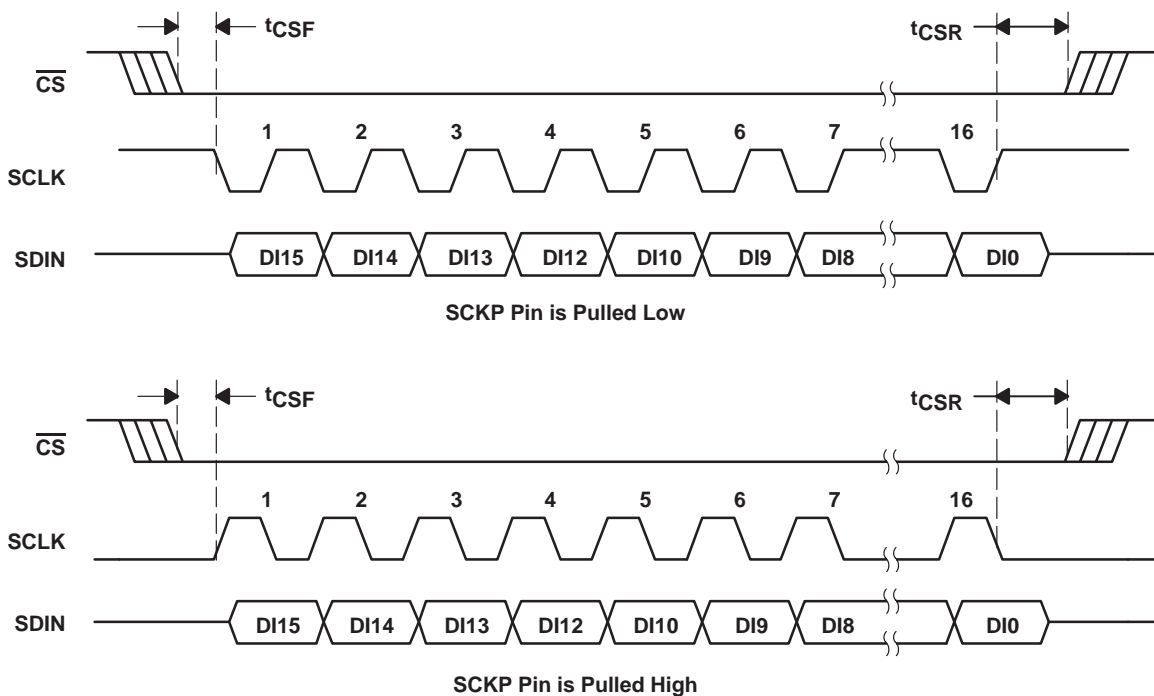 tCSF
tCSR
CS
1 2 3 4 5 6 7 16
SCLK
SDIN
DI15 DI14 DI13 DI12 DI10 DI9 DI8 DI0
SCKP Pin is Pulled Low
tCSF
tCSR
CS
1 2 3 4 5 6 7 16
SCLK
SDIN
DI15 DI14 DI13 DI12 DI10 DI9 DI8 DI0
SCKP Pin is Pulled High